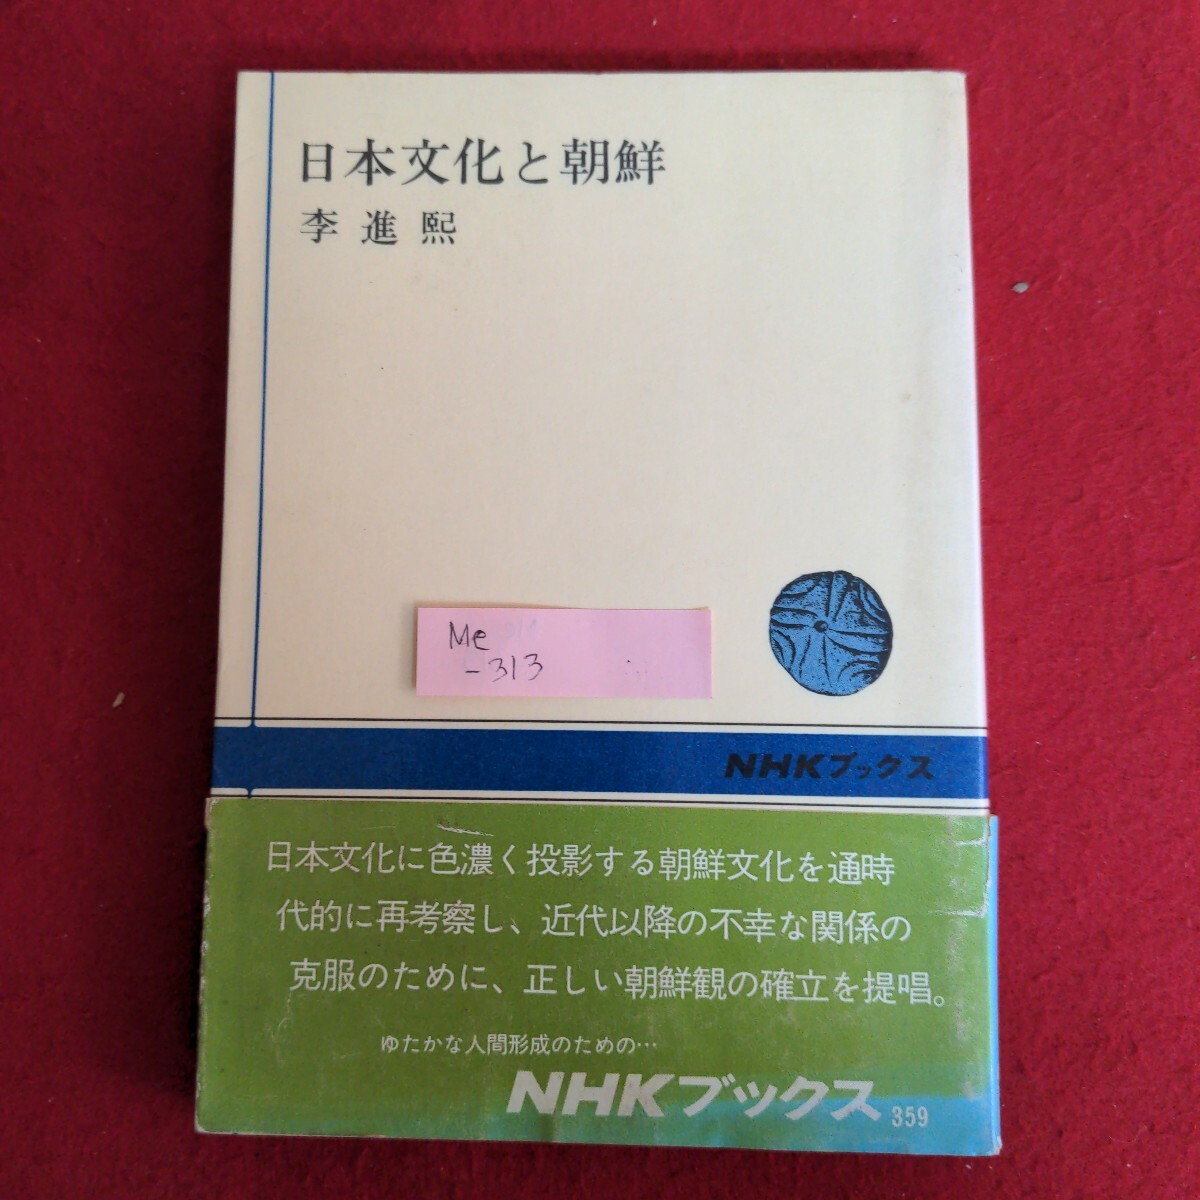 日本文化と朝鮮
李進熙
Me
-313
NHKブックス
日本文化に色濃く投影する朝鮮文化を通時
代的に再考察し、近代以降の不幸な関係の
克服のために、正しい朝鮮観の確立を提唱。
ゆたかな人間形成のための…
NHKブックス 359